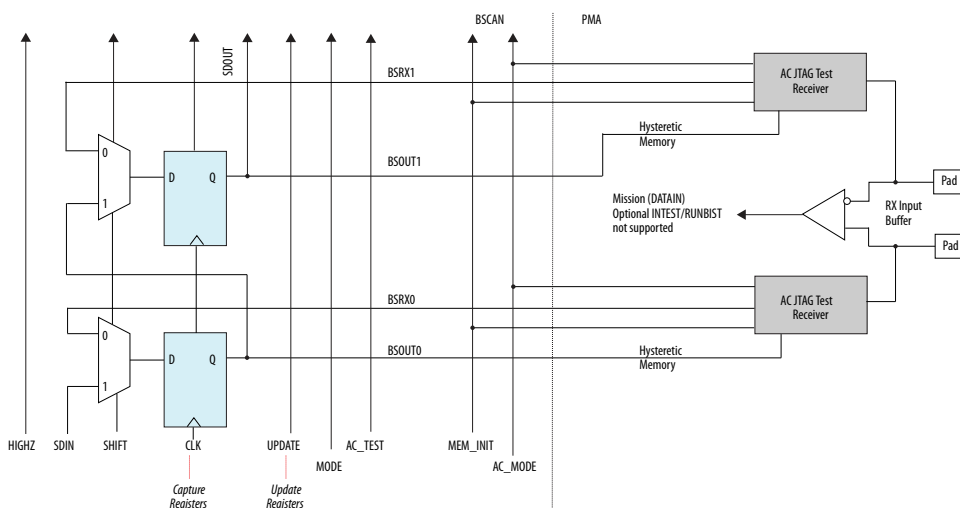 BSCAN
PMA
SDOUT
BSRX1
AC JTAG Test
Receiver
0
Hysteretic
Memory
D
Q
BSOUT1
1
Mission (DATAIN)
Optional INTEST/RUNBIST
not supported
RX Input
Buffer
Pad
Pad
BSRX0
AC JTAG Test
Receiver
0
D
Q
BSOUT0
Hysteretic
Memory
1
HIGHZ
SDIN
SHIFT
CLK
UPDATE
MODE
AC_TEST
MEM_INIT
AC_MODE
Capture
Registers
Update
Registers